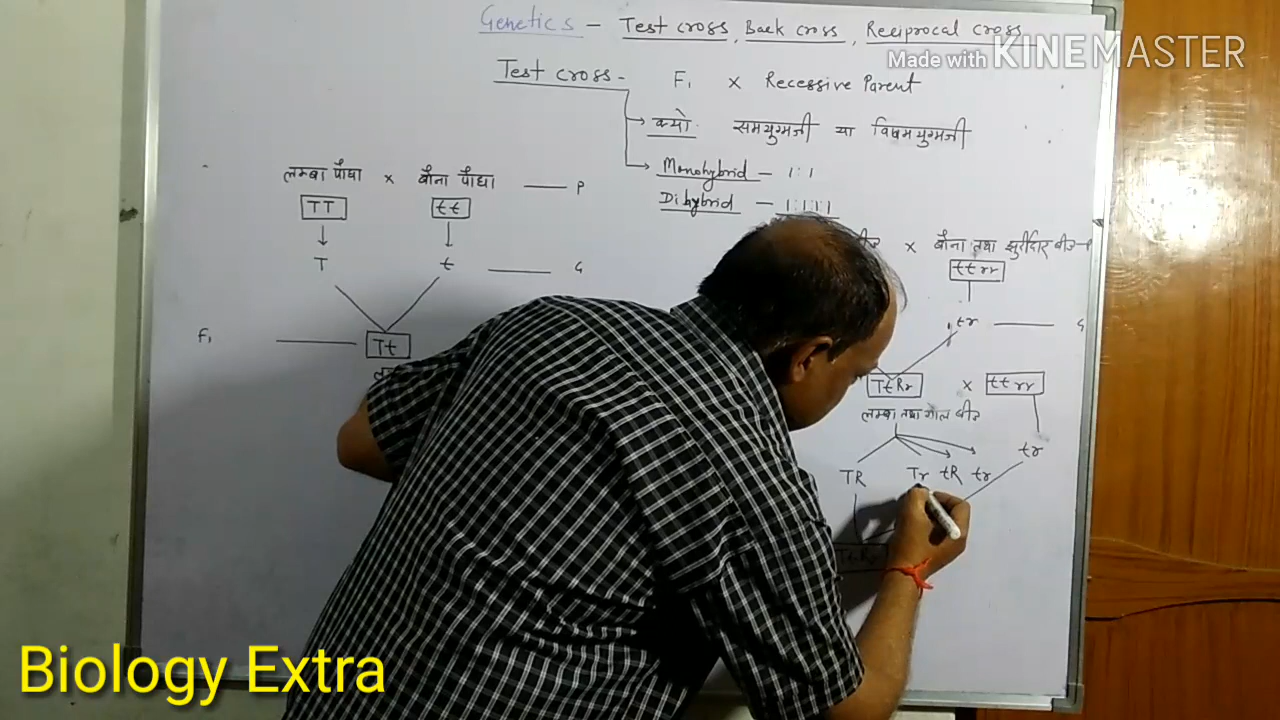 Genetics - Test cross, Back cross, Reciprocal cross
Made with KINEMASTER
Test cross - F₁ × Recessive Parent
क्यो समयुग्मजी या विषमयुग्मजी
Monohybrid - 1:1
Dihybrid - 1:1:1:1
लम्बा पौधा × बौना पौधा P
TT tt
T t G
F₁ Tt
× बौना तथा झुर्रीदार बीज - P
ttrr
tr G
TtRr × ttrr
लम्बा तथा गोल बीज
tr
TR Tr tR tr
Biology Extra